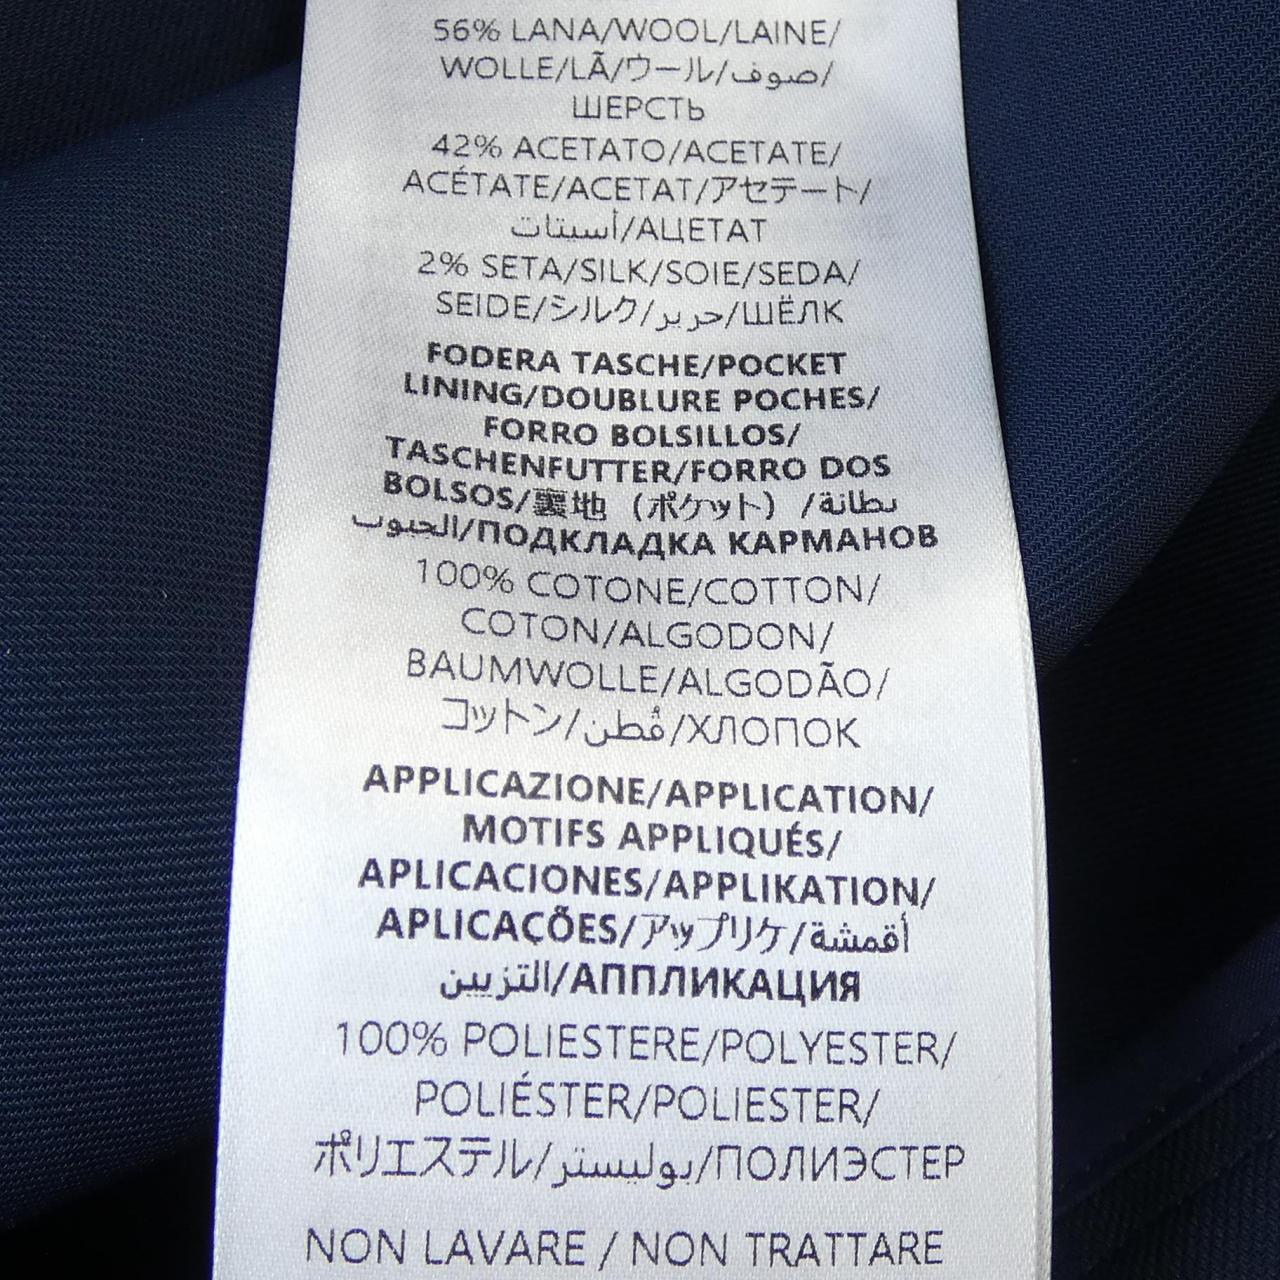 56% LANA/WOOL/LAINE/
WOLLE/LÃ/ウール/صوف/
ШЕРСТЬ
42% ACETATO/ACETATE/
ACÉTATE/ACETAT/アセテート/
أسيتات/АЦЕТАТ
2% SETA/SILK/SOIE/SEDA/
SEIDE/シルク/حرير/ШЁЛК
FODERA TASCHE/POCKET
LINING/DOUBLURE POCHES/
FORRO BOLSILLOS/
TASCHENFUTTER/FORRO DOS
BOLSOS/裏地（ポケット）/بطانة
الجيوب/ПОДКЛАДКА КАРМАНОВ
100% COTONE/COTTON/
COTON/ALGODON/
BAUMWOLLE/ALGODÃO/
コットン/قُطن/ХЛОПОК
APPLICAZIONE/APPLICATION/
MOTIFS APPLIQUÉS/
APLICACIONES/APPLIKATION/
APLICAÇÕES/アップリケ/أقمشة
التزيين/АППЛИКАЦИЯ
100% POLIESTERE/POLYESTER/
POLIÉSTER/POLIESTER/
ポリエステル/بوليستر/ПОЛИЭСТЕР
NON LAVARE / NON TRATTARE